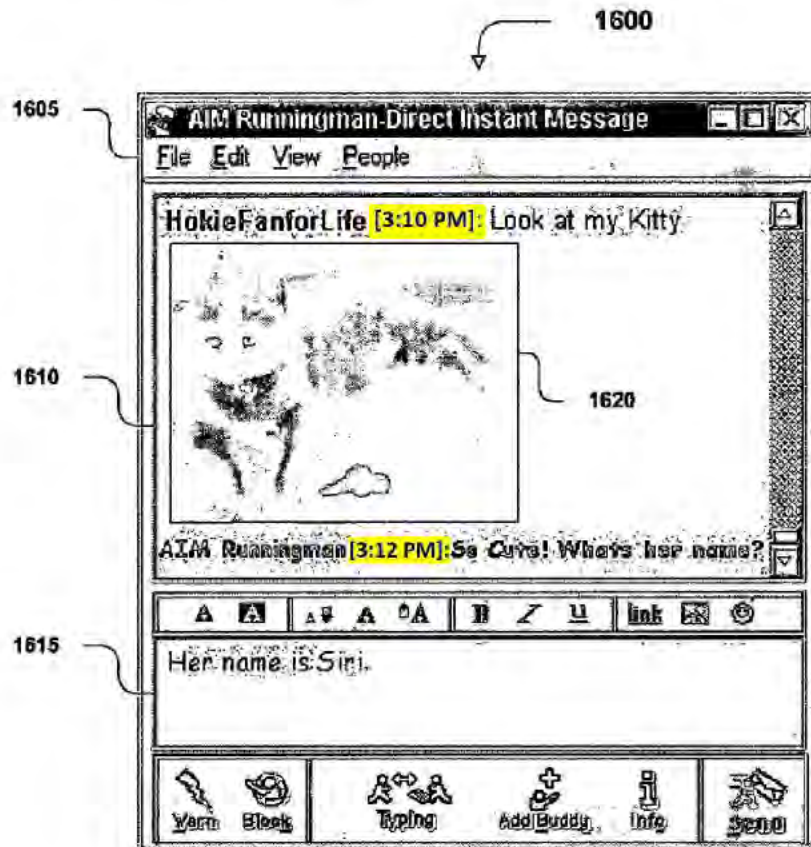 1600
1605
AIM Runningman-Direct Instant Message
File Edit View People
HokieFanforLife [3:10 PM]: Look at my Kitty
1610
1620
AIM Runningman[3:12 PM]:So Cute! Whats her name?
A A A A A B I U link
1615
Her name is Siri.
Warn Block Typing Add Buddy Info Send